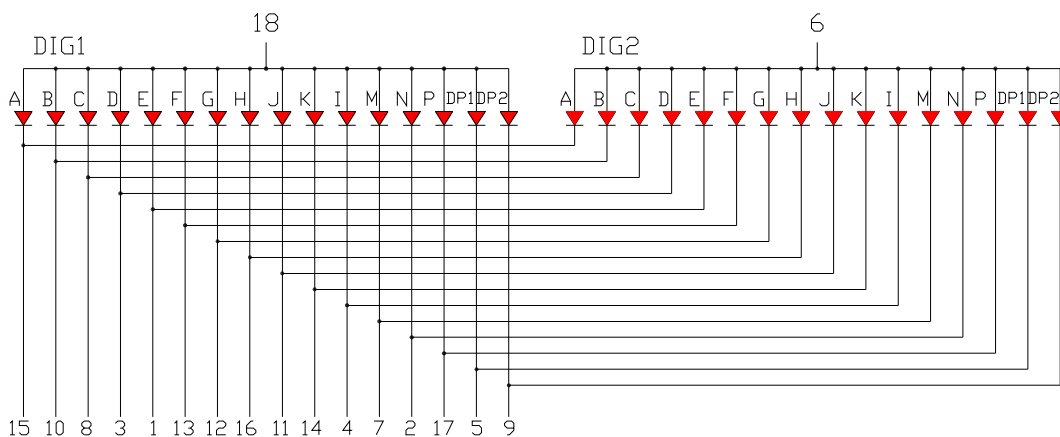 18 6
DIG1 DIG2
A B C D E F G H J K I M N P DP1 DP2 A B C D E F G H J K I M N P DP1 DP2
15 10 8 3 1 13 12 16 11 14 4 7 2 17 5 9